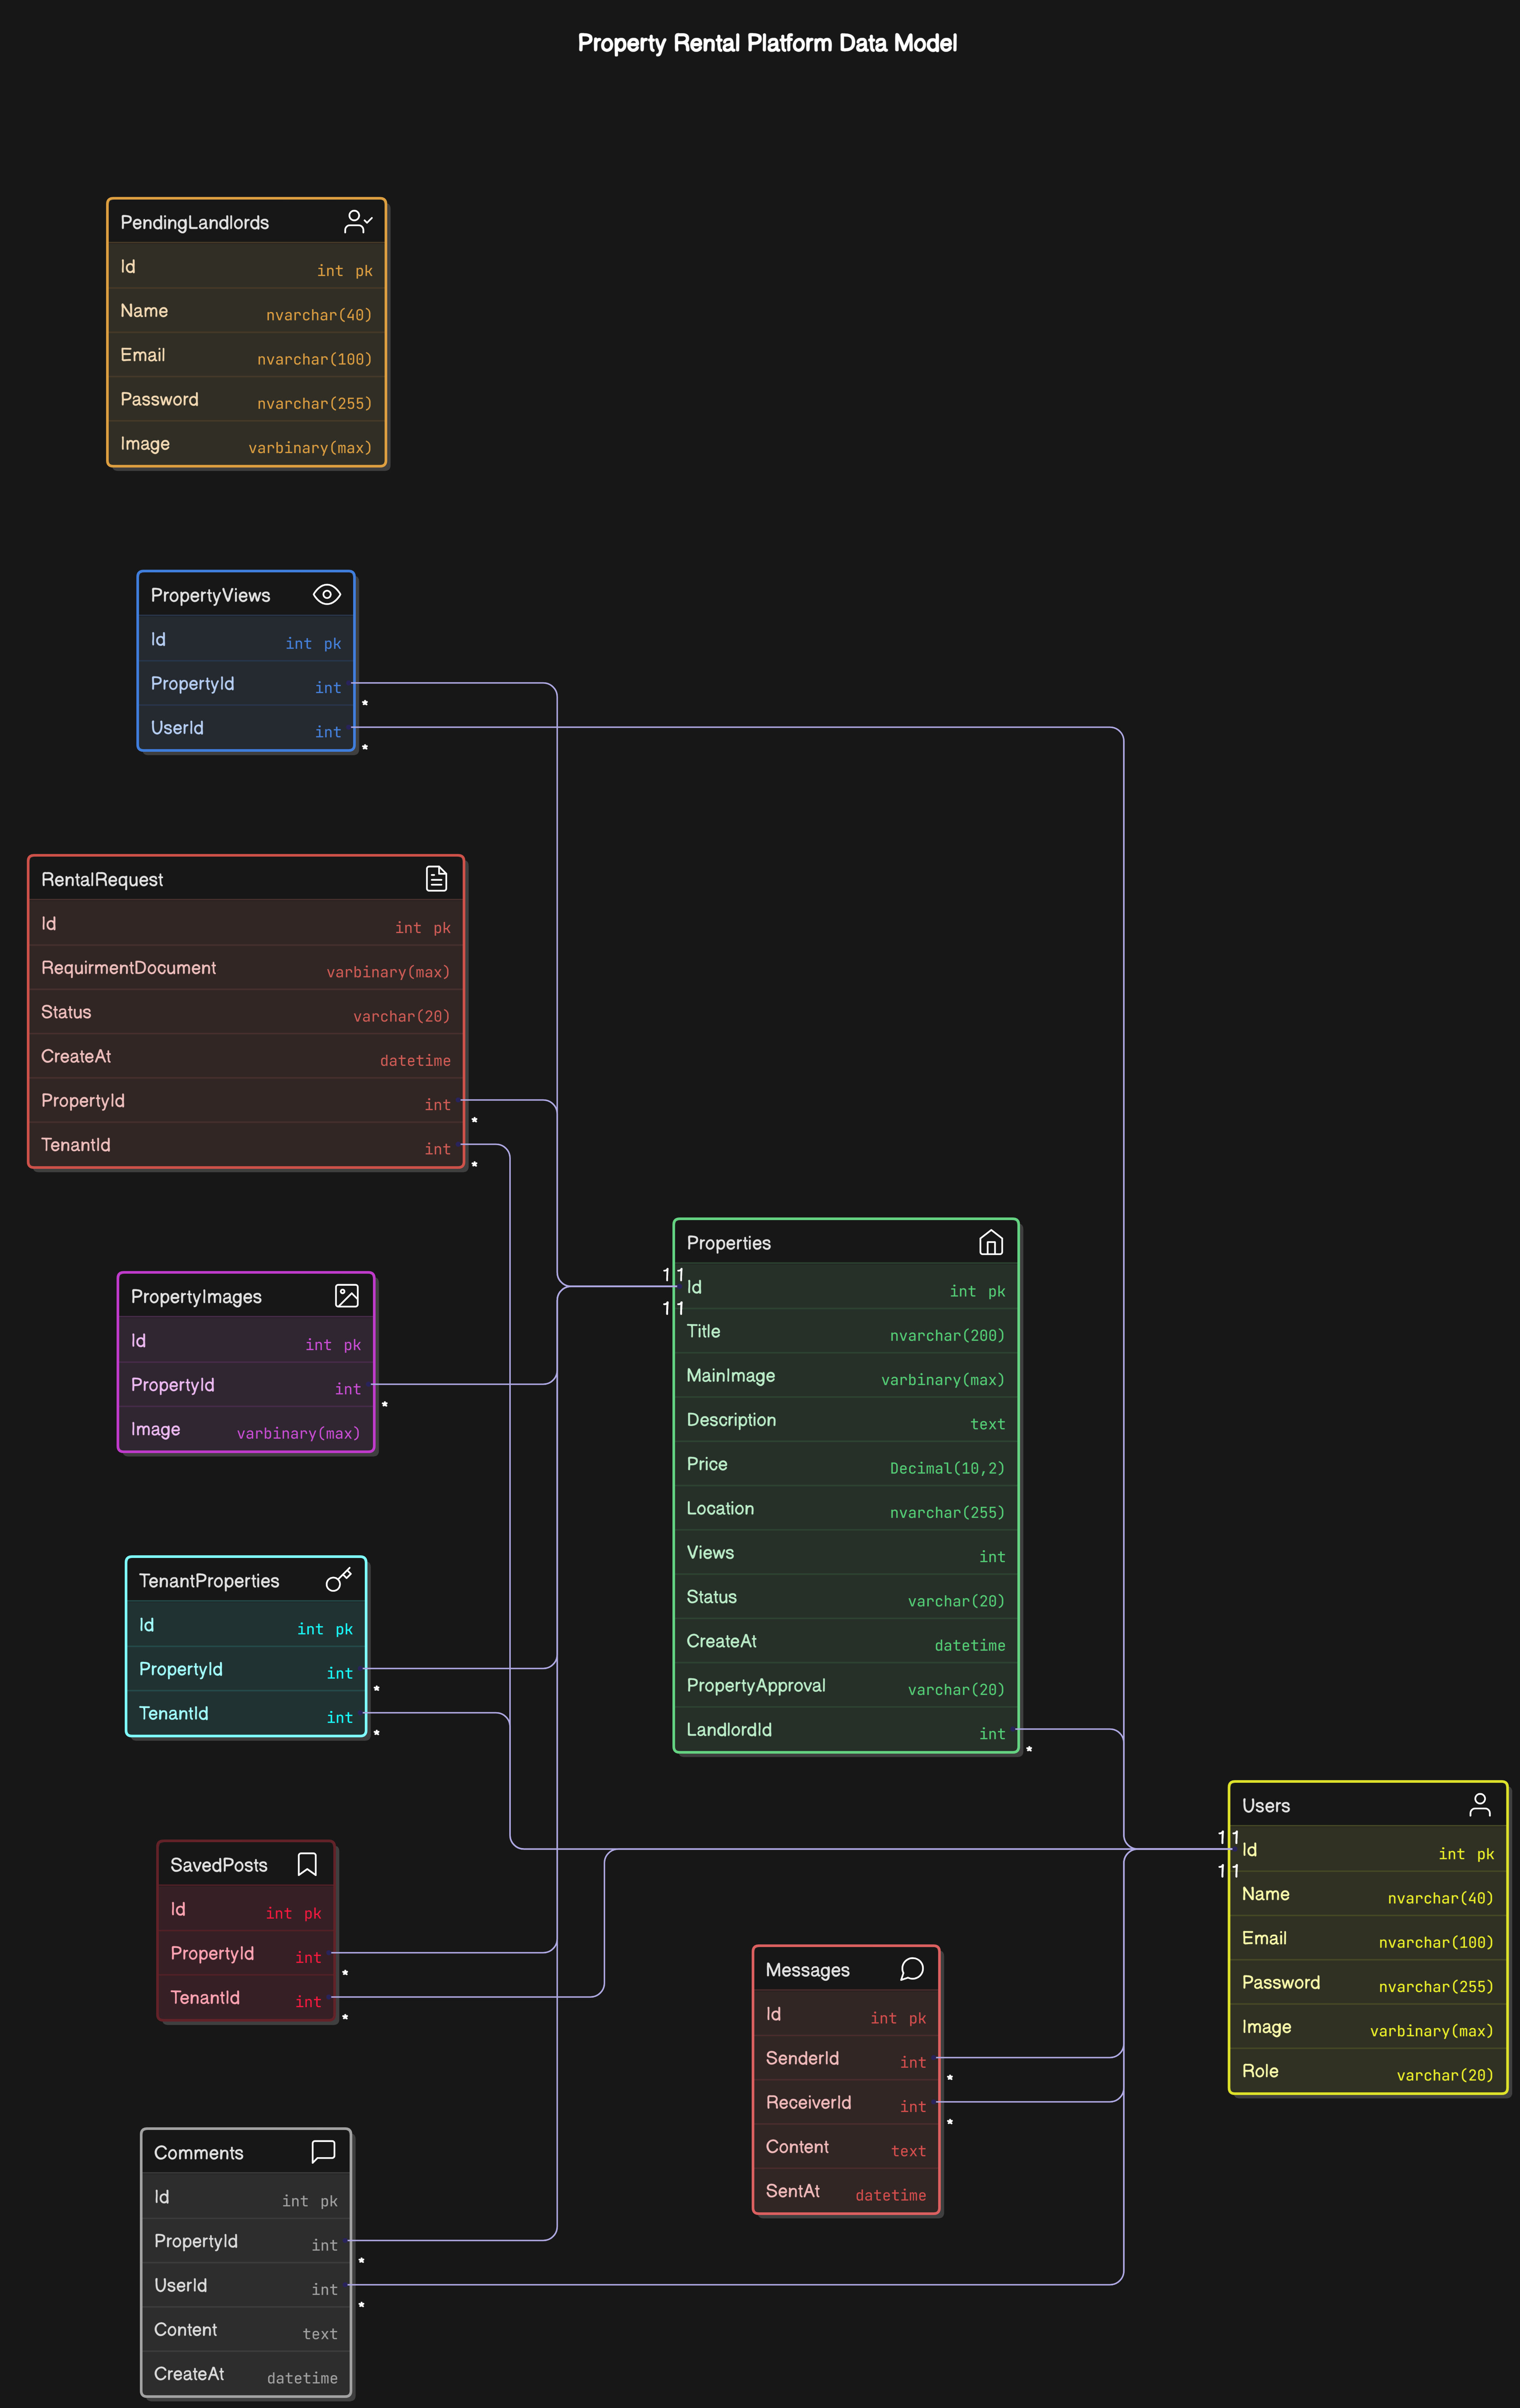 Property Rental Platform Data Model
PendingLandlords
Id int pk
Name nvarchar(40)
Email nvarchar(100)
Password nvarchar(255)
Image varbinary(max)
PropertyViews
Id int pk
PropertyId int
*
UserId int
*
RentalRequest
Id int pk
RequirmentDocument varbinary(max)
Status varchar(20)
CreateAt datetime
PropertyId int
*
TenantId int
*
PropertyImages
Id int pk
PropertyId int
*
Image varbinary(max)
TenantProperties
Id int pk
PropertyId int
*
TenantId int
*
SavedPosts
Id int pk
PropertyId int
*
TenantId int
*
Comments
Id int pk
PropertyId int
*
UserId int
*
Content text
CreateAt datetime
Properties
1 1
Id int pk
1 1
Title nvarchar(200)
MainImage varbinary(max)
Description text
Price Decimal(10,2)
Location nvarchar(255)
Views int
Status varchar(20)
CreateAt datetime
PropertyApproval varchar(20)
LandlordId int
*
Messages
Id int pk
SenderId int
*
ReceiverId int
*
Content text
SentAt datetime
Users
1 1
Id int pk
1 1
Name nvarchar(40)
Email nvarchar(100)
Password nvarchar(255)
Image varbinary(max)
Role varchar(20)